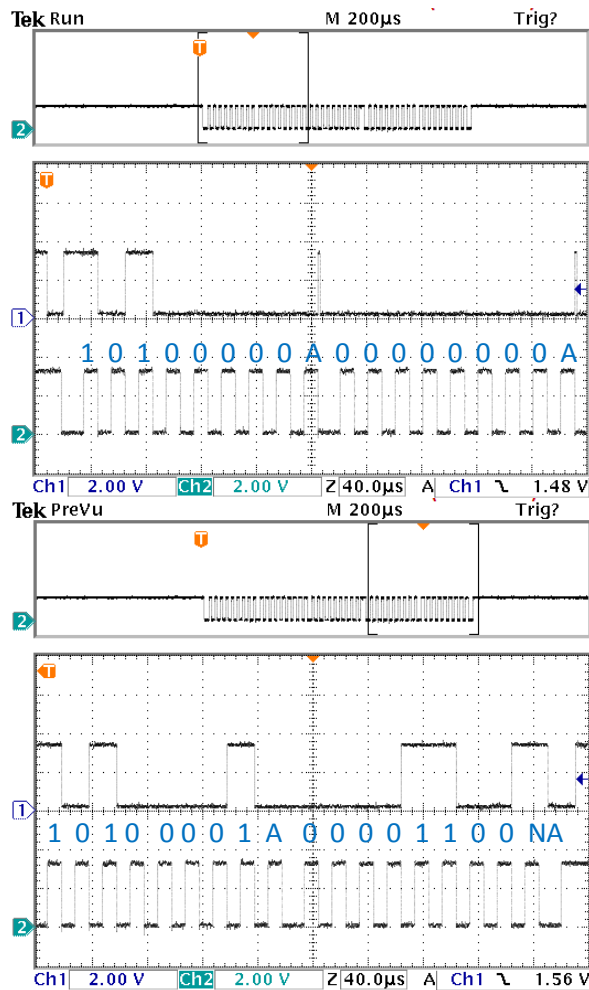 Tek Run M 200µs Trig?
T
T
2
T
1
1 0 1 0 0 0 0 0 A 0 0 0 0 0 0 0 0 A
2
Ch1 2.00 V Ch2 2.00 V Z 40.0µs A Ch1 1.48 V
Tek PreVu M 200µs Trig?
T
2
T
1
1 0 1 0 0 0 0 1 A 0 0 0 0 1 1 0 0 NA
2
Ch1 2.00 V Ch2 2.00 V Z 40.0µs A Ch1 1.56 V